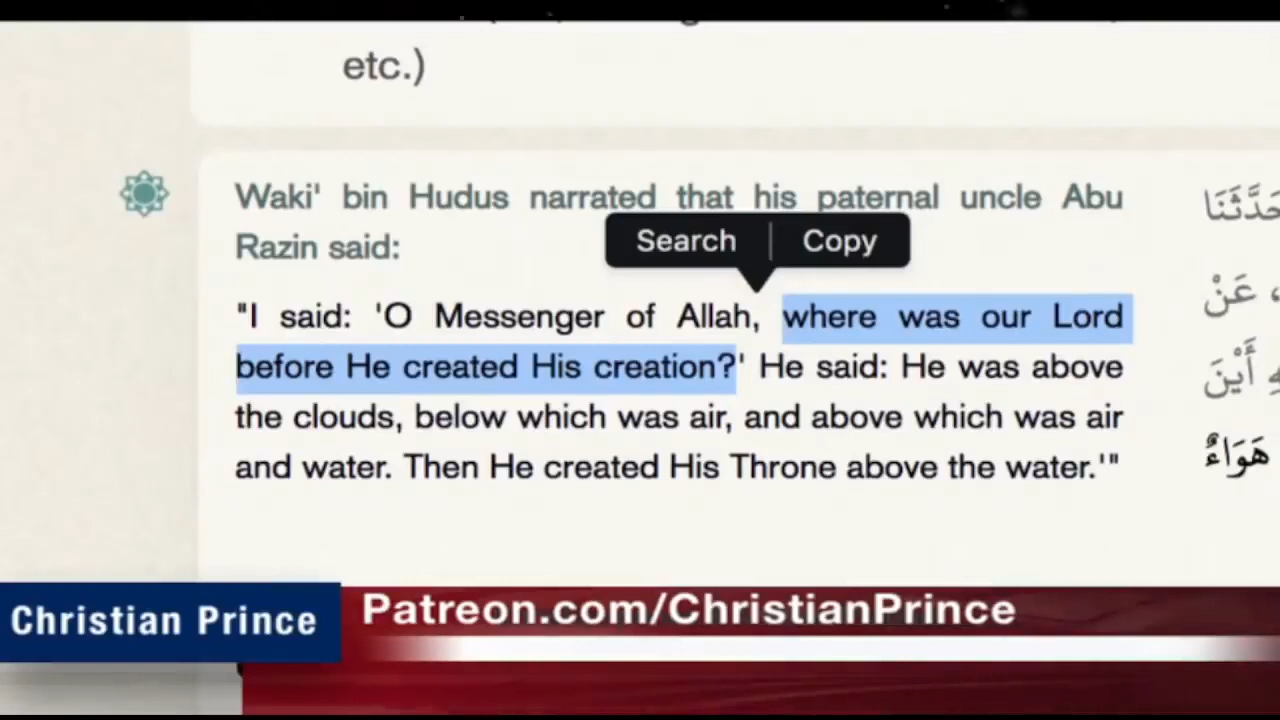 etc.)
Waki' bin Hudus narrated that his paternal uncle Abu
Razin said:
Search
Copy
"I said: 'O Messenger of Allah, where was our Lord
before He created His creation?' He said: He was above
the clouds, below which was air, and above which was air
and water. Then He created His Throne above the water.'"
عَنْ
أَيْنَ
هَوَاءٌ
Christian Prince
Patreon.com/ChristianPrince